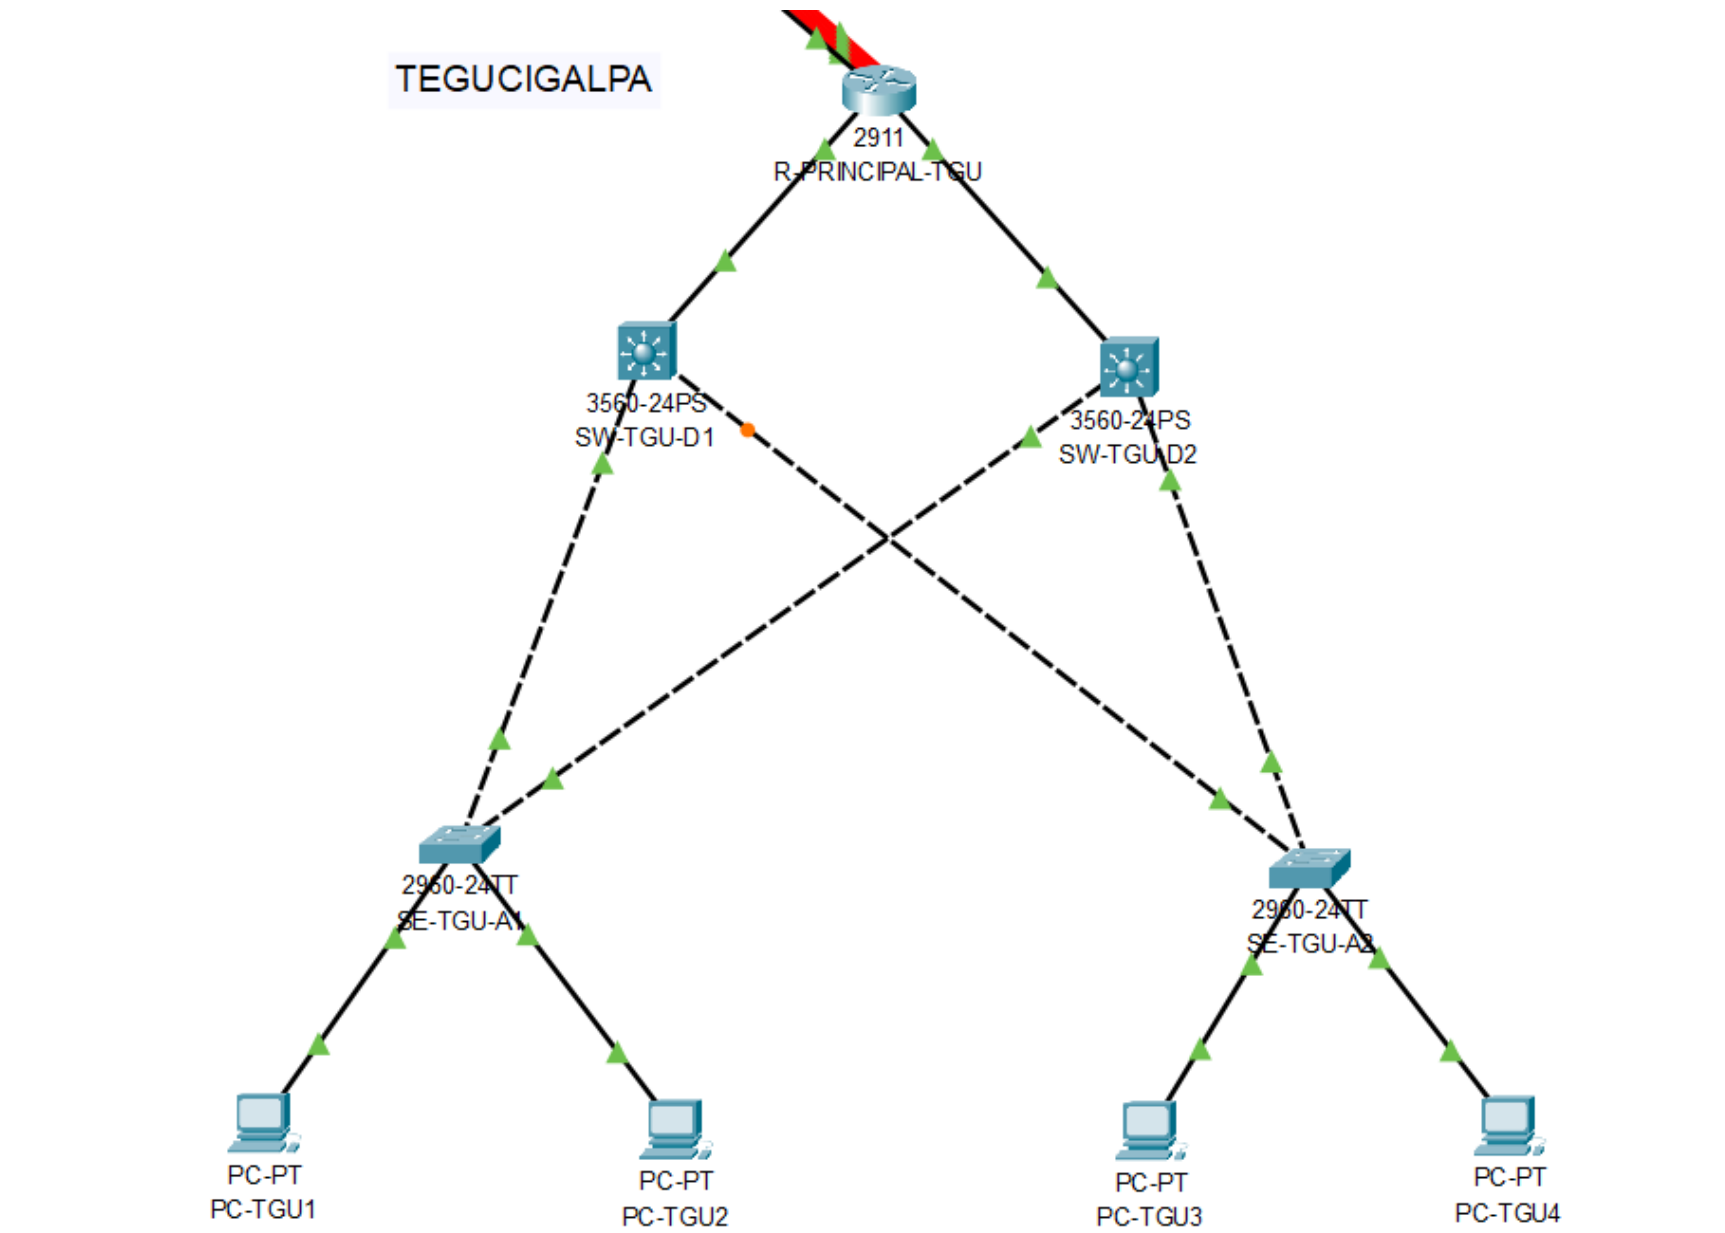 TEGUCIGALPA
2911
R-PRINCIPAL-TGU
3560-24PS
SW-TGU-D1
3560-24PS
SW-TGU-D2
2960-24TT
SE-TGU-A1
2960-24TT
SE-TGU-A2
PC-PT
PC-TGU1
PC-PT
PC-TGU2
PC-PT
PC-TGU3
PC-PT
PC-TGU4